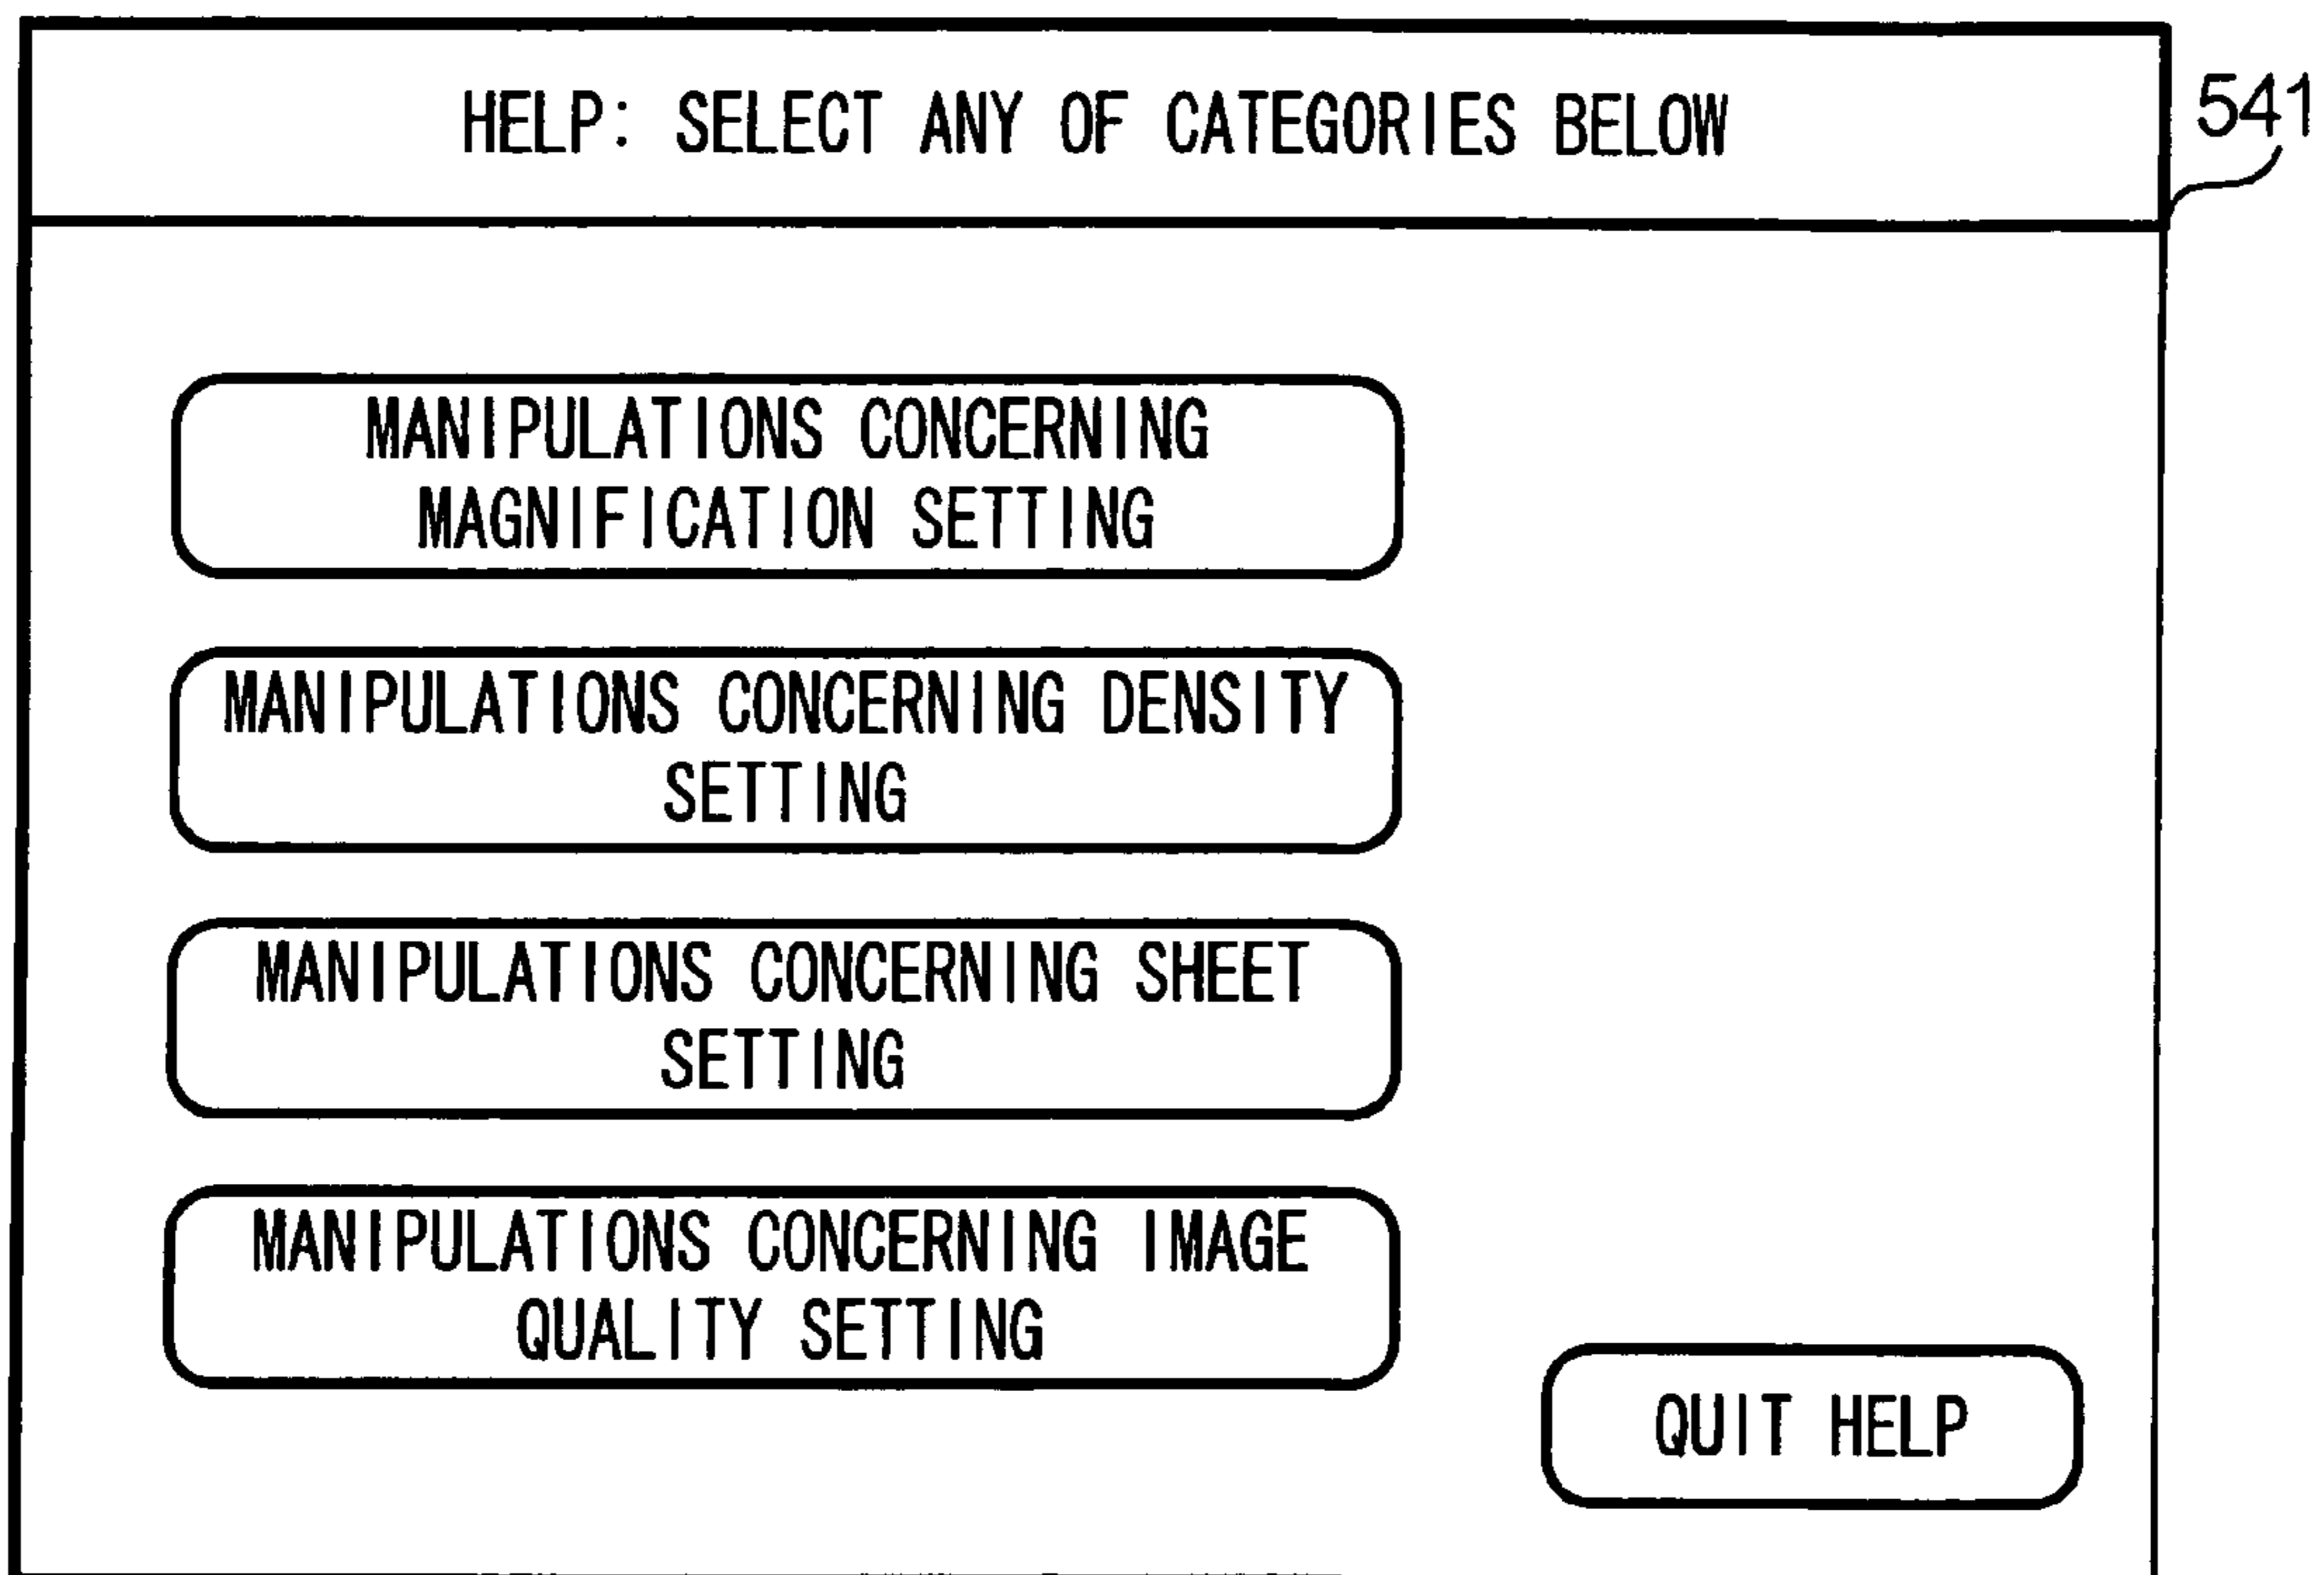 HELP: SELECT ANY OF CATEGORIES BELOW
541
MANIPULATIONS CONCERNING
MAGNIFICATION SETTING
MANIPULATIONS CONCERNING DENSITY
SETTING
MANIPULATIONS CONCERNING SHEET
SETTING
MANIPULATIONS CONCERNING IMAGE
QUALITY SETTING
QUIT HELP